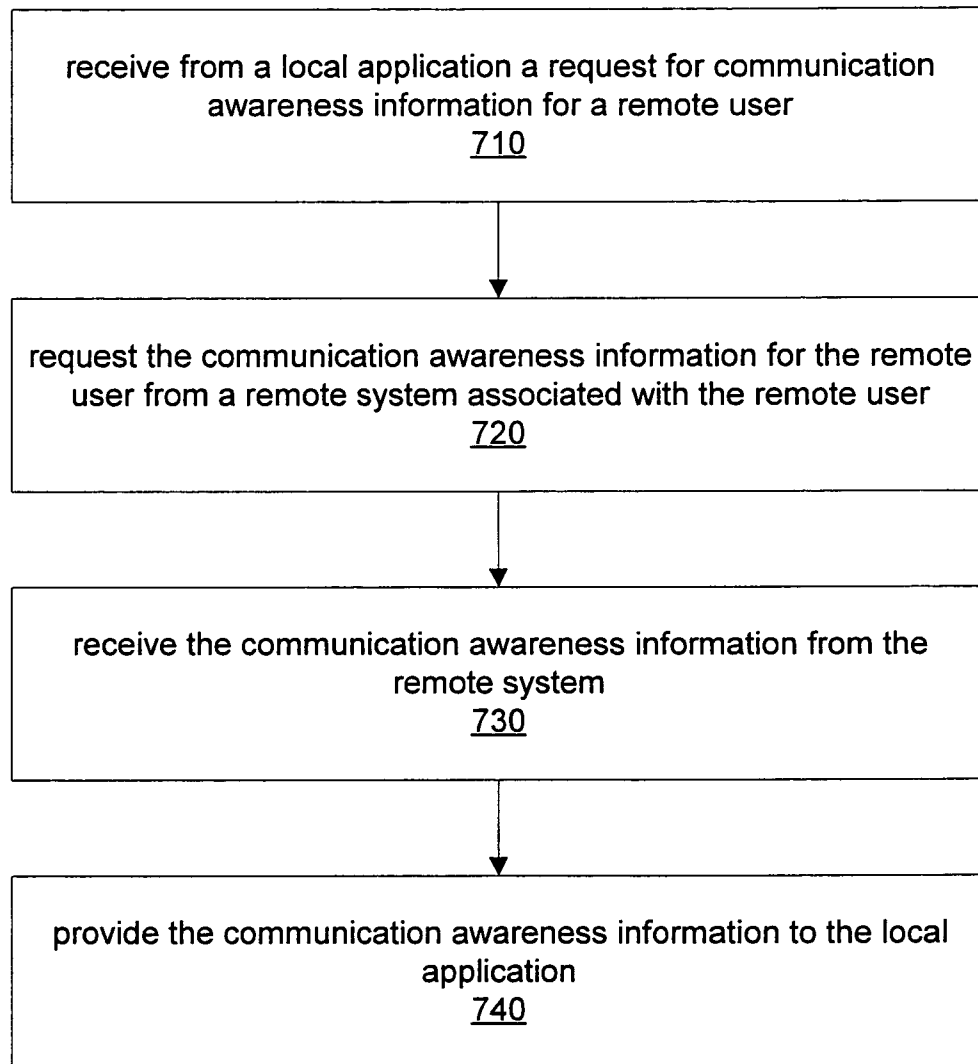 receive from a local application a request for communication
awareness information for a remote user
710
request the communication awareness information for the remote
user from a remote system associated with the remote user
720
receive the communication awareness information from the
remote system
730
provide the communication awareness information to the local
application
740